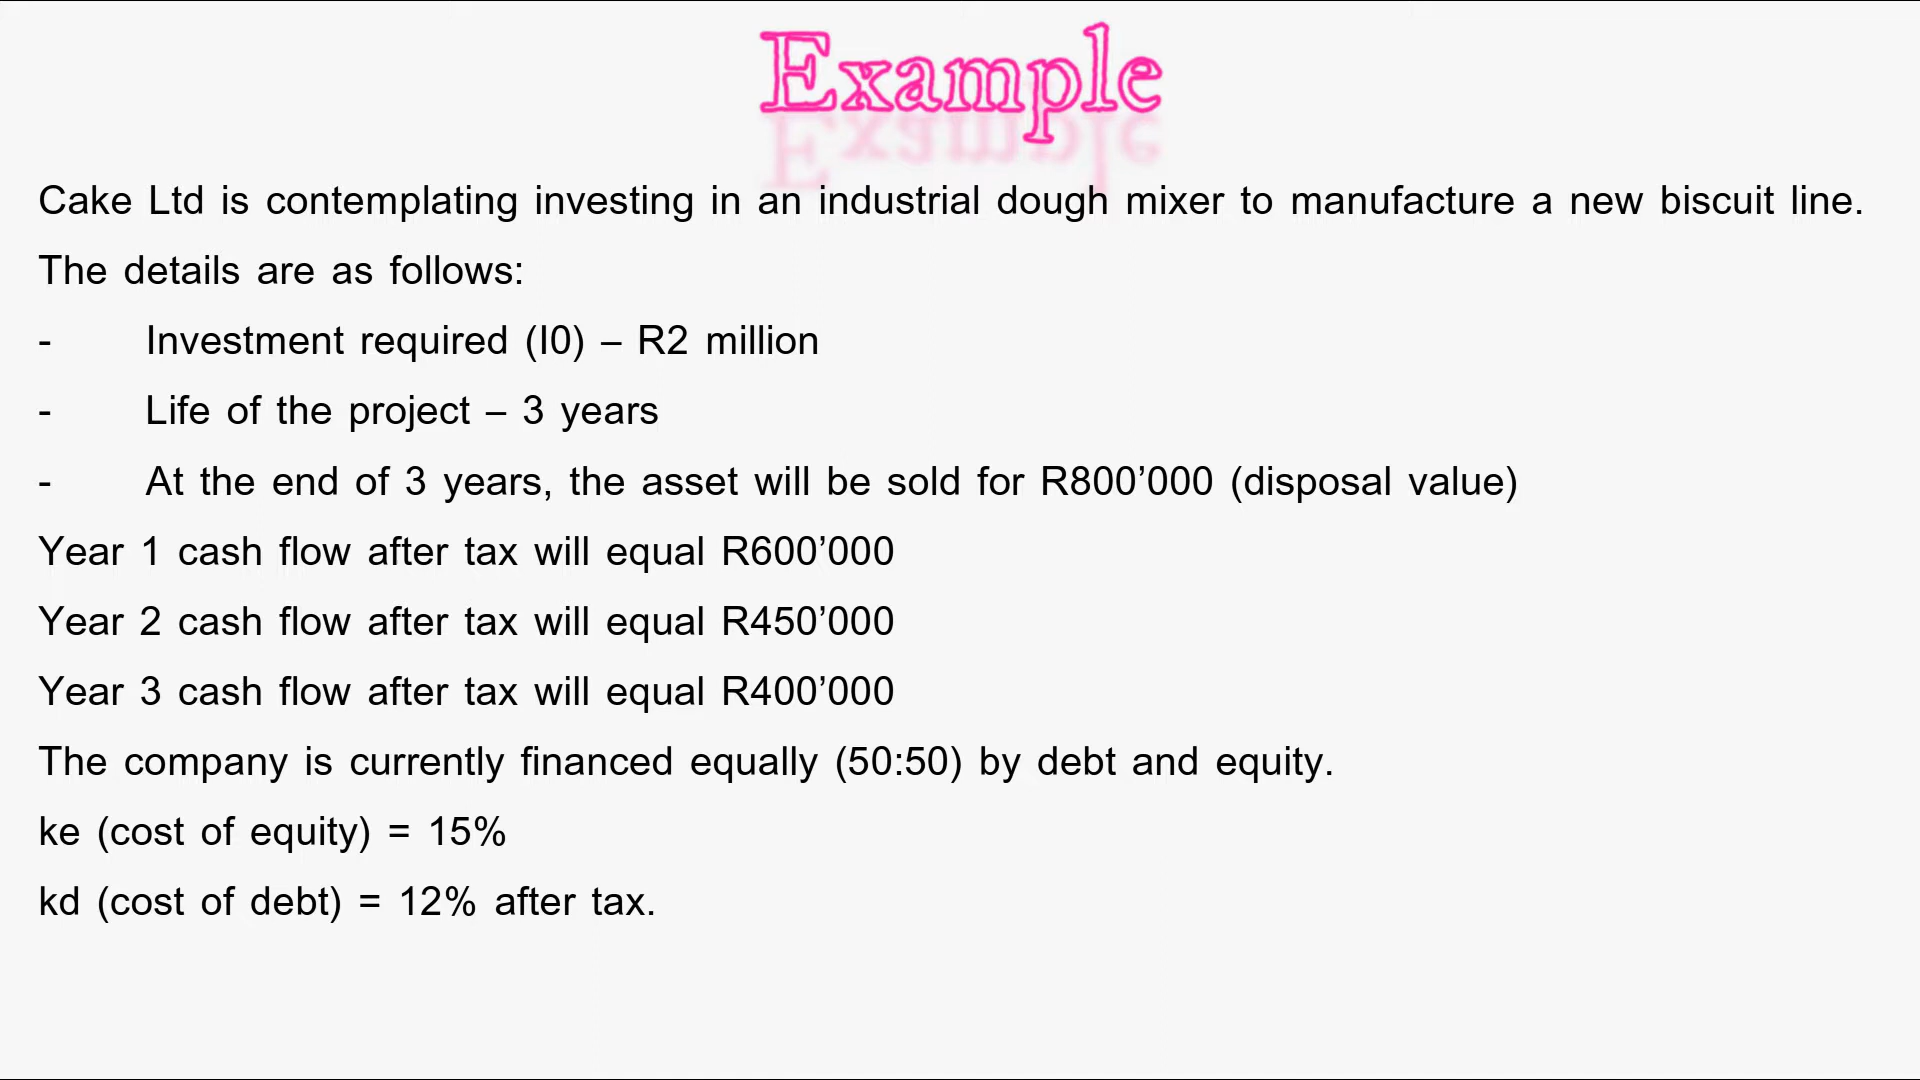 Example
Cake Ltd is contemplating investing in an industrial dough mixer to manufacture a new biscuit line.
The details are as follows:
- Investment required (I0) – R2 million
- Life of the project – 3 years
- At the end of 3 years, the asset will be sold for R800’000 (disposal value)
Year 1 cash flow after tax will equal R600’000
Year 2 cash flow after tax will equal R450’000
Year 3 cash flow after tax will equal R400’000
The company is currently financed equally (50:50) by debt and equity.
ke (cost of equity) = 15%
kd (cost of debt) = 12% after tax.